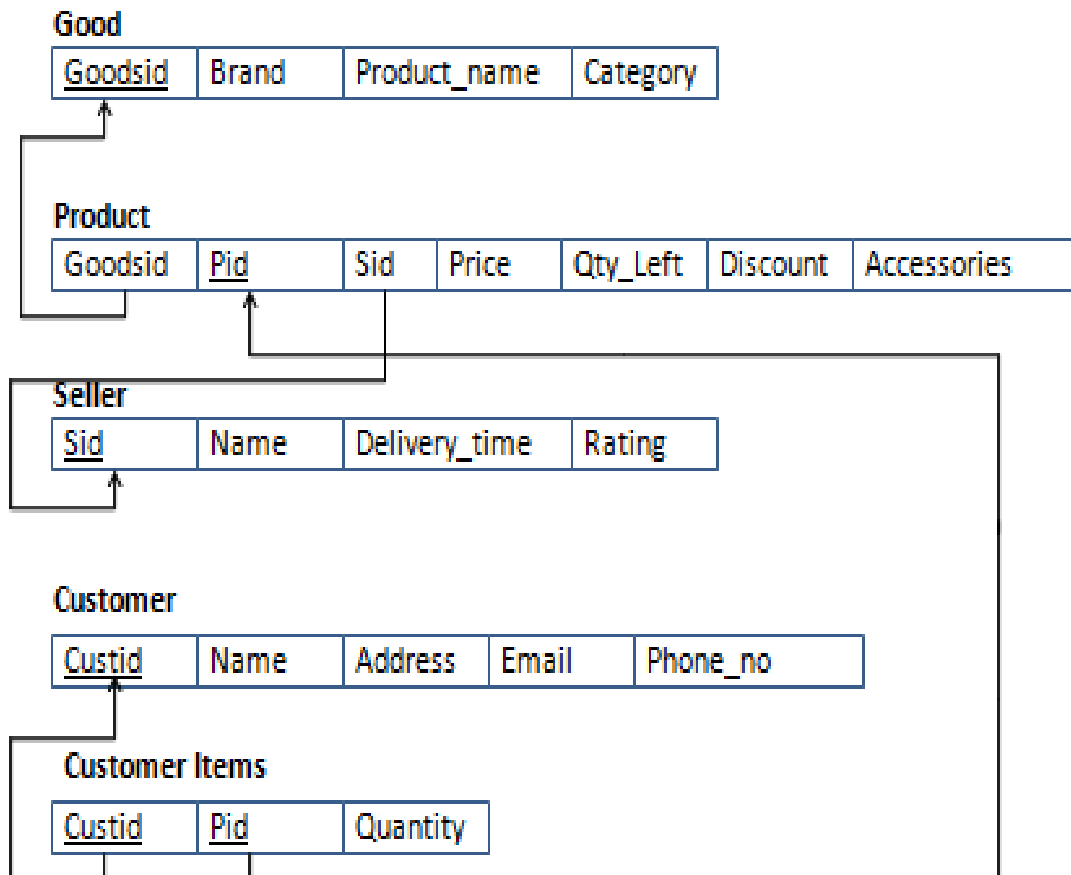 Good
Goodsid Brand Product_name Category
Product
Goodsid Pid Sid Price Qty_Left Discount Accessories
Seller
Sid Name Delivery_time Rating
Customer
Custid Name Address Email Phone_no
Customer Items
Custid Pid Quantity